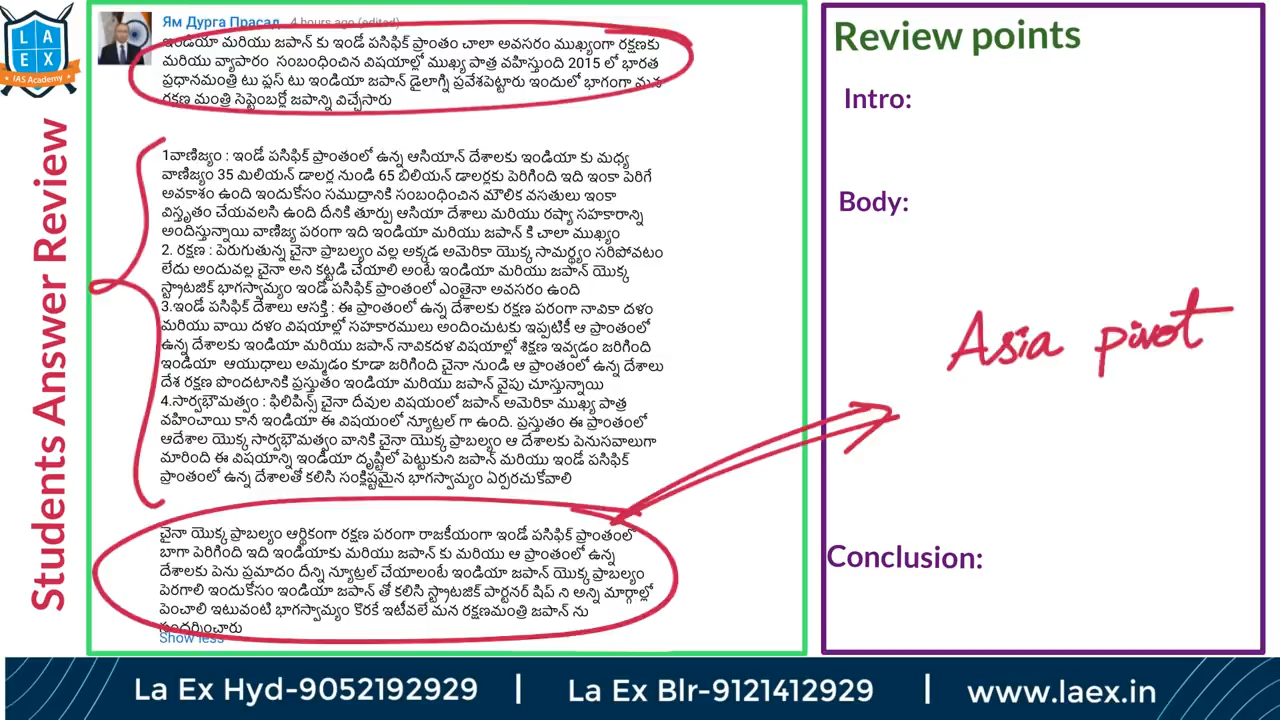 LA
EX
IAS Academy
Students Answer Review
Ям Дурга Прасад 4 hours ago (edited)
ఇండియా మరియు జపాన్ కు ఇండో పసిఫిక్ ప్రాంతం చాలా అవసరం ముఖ్యంగా రక్షణకు
మరియు వ్యాపారం సంబంధించిన విషయాల్లో ముఖ్య పాత్ర వహిస్తుంది 2015 లో భారత
ప్రధానమంత్రి టు ప్లస్ టు ఇండియా జపాన్ డైలాగ్ని ప్రవేశపెట్టారు ఇందులో భాగంగా మన
రక్షణ మంత్రి సెప్టెంబర్లో జపాన్ని విచ్చేసారు
1వాణిజ్యం : ఇండో పసిఫిక్ ప్రాంతంలో ఉన్న ఆసియాన్ దేశాలకు ఇండియా కు మధ్య
వాణిజ్యం 35 మిలియన్ డాలర్ల నుండి 65 బిలియన్ డాలర్లకు పెరిగింది ఇది ఇంకా పెరిగే
అవకాశం ఉంది ఇందుకోసం సముద్రానికి సంబంధించిన మౌలిక వసతులు ఇంకా
విస్తృతం చేయవలసి ఉంది దీనికి తూర్పు ఆసియా దేశాలు మరియు రష్యా సహకారాన్ని
అందిస్తున్నాయి వాణిజ్య పరంగా ఇది ఇండియా మరియు జపాన్ కి చాలా ముఖ్యం
2. రక్షణ : పెరుగుతున్న చైనా ప్రాబల్యం వల్ల అక్కడ అమెరికా యొక్క సామర్థ్యం సరిపోవటం
లేదు అందువల్ల చైనా అని కట్టడి చేయాలి అంటే ఇండియా మరియు జపాన్ యొక్క
స్ట్రాటజిక్ భాగస్వామ్యం ఇండో పసిఫిక్ ప్రాంతంలో ఎంతైనా అవసరం ఉంది
3.ఇండో పసిఫిక్ దేశాలు ఆసక్తి : ఈ ప్రాంతంలో ఉన్న దేశాలకు రక్షణ పరంగా నావికా దళం
మరియు వాయి దళం విషయాల్లో సహకారములు అందించుటకు ఇప్పటికీ ఆ ప్రాంతంలో
ఉన్న దేశాలకు ఇండియా మరియు జపాన్ నావికదళ విషయాల్లో శిక్షణ ఇవ్వడం జరిగింది
ఇండియా ఆయుధాలు అమ్మడం కూడా జరిగింది చైనా నుండి ఆ ప్రాంతంలో ఉన్న దేశాలు
దేశ రక్షణ పొందటానికి ప్రస్తుతం ఇండియా మరియు జపాన్ వైపు చూస్తున్నాయి
4.సార్వభౌమత్వం : ఫిలిపిన్స్ చైనా దీవుల విషయంలో జపాన్ అమెరికా ముఖ్య పాత్ర
వహించాయి కానీ ఇండియా ఈ విషయంలో న్యూట్రల్ గా ఉంది. ప్రస్తుతం ఈ ప్రాంతంలో
ఆదేశాల యొక్క సార్వభౌమత్వం వానికి చైనా యొక్క ప్రాబల్యం ఆ దేశాలకు పెనుసవాలుగా
మారింది ఈ విషయాన్ని ఇండియా దృష్టిలో పెట్టుకుని జపాన్ మరియు ఇండో పసిఫిక్
ప్రాంతంలో ఉన్న దేశాలతో కలిసి సంక్లిష్టమైన భాగస్వామ్యం ఏర్పరచుకోవాలి
చైనా యొక్క ప్రాబల్యం ఆర్థికంగా రక్షణ పరంగా రాజకీయంగా ఇండో పసిఫిక్ ప్రాంతంలో
బాగా పెరిగింది ఇది ఇండియాకు మరియు జపాన్ కు మరియు ఆ ప్రాంతంలో ఉన్న
దేశాలకు పెను ప్రమాదం దీన్ని న్యూట్రల్ చేయాలంటే ఇండియా జపాన్ యొక్క ప్రాబల్యం
పెరగాలి ఇందుకోసం ఇండియా జపాన్ తో కలిసి స్ట్రాటజిక్ పార్టనర్ షిప్ ని అన్ని మార్గాల్లో
పెంచాలి ఇటువంటి భాగస్వామ్యం కొరకే ఇటీవలే మన రక్షణమంత్రి జపాన్ ను
సందర్శించారు
Show less
Review points
Intro:
Body:
Asia pivot
Conclusion:
La Ex Hyd-9052192929 | La Ex Blr-9121412929 | www.laex.in